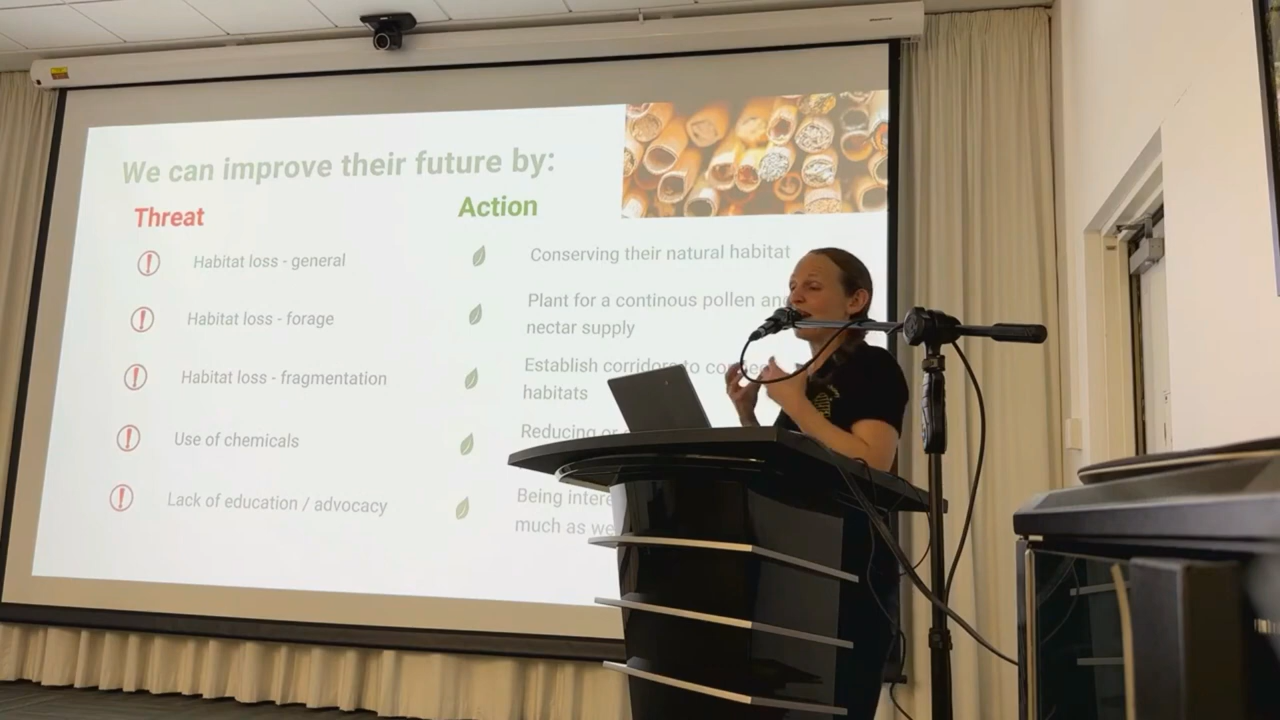 We can improve their future by:
Threat
Action
Habitat loss - general
Conserving their natural habitat
Habitat loss - forage
Plant for a continous pollen and
nectar supply
Habitat loss - fragmentation
Establish corridors to connect
habitats
Use of chemicals
Reducing or
Lack of education / advocacy
Being
much as we